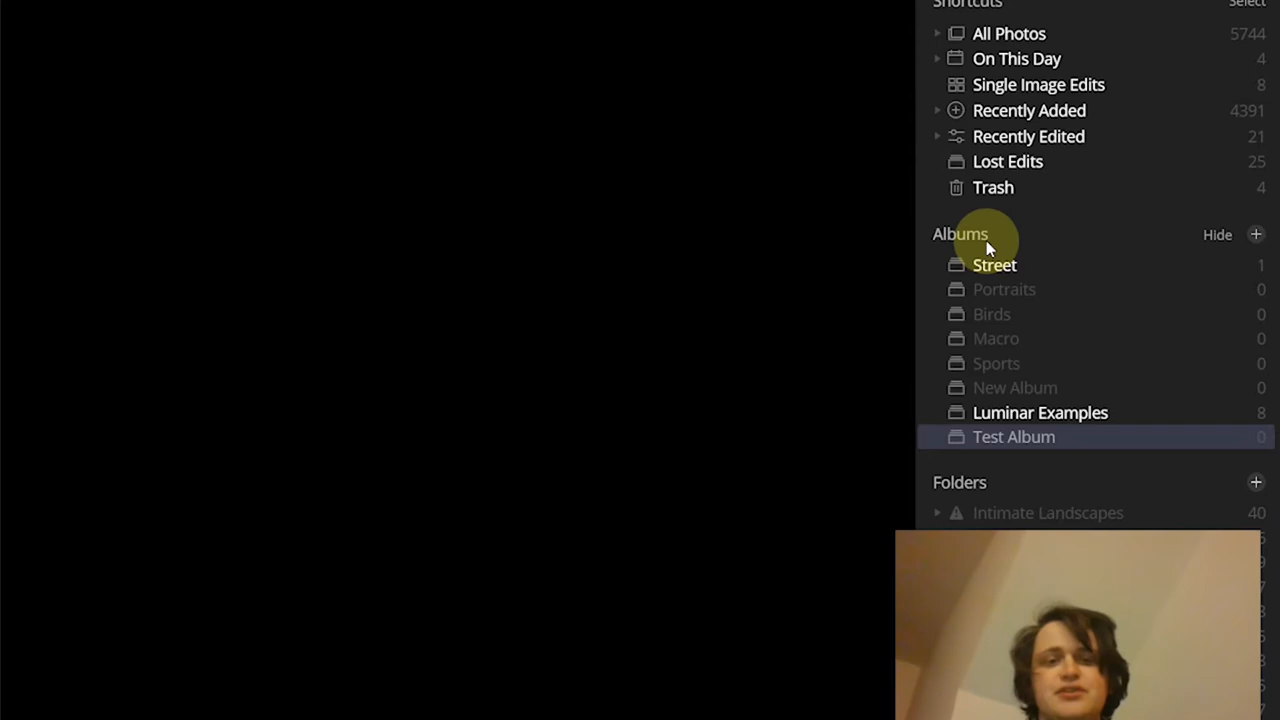 Shortcuts Select
All Photos 5744
On This Day 4
Single Image Edits 8
Recently Added 4391
Recently Edited 21
Lost Edits 25
Trash 4
Albums Hide
Street 1
Portraits 0
Birds 0
Macro 0
Sports 0
New Album 0
Luminar Examples 8
Test Album 0
Folders
Intimate Landscapes 40